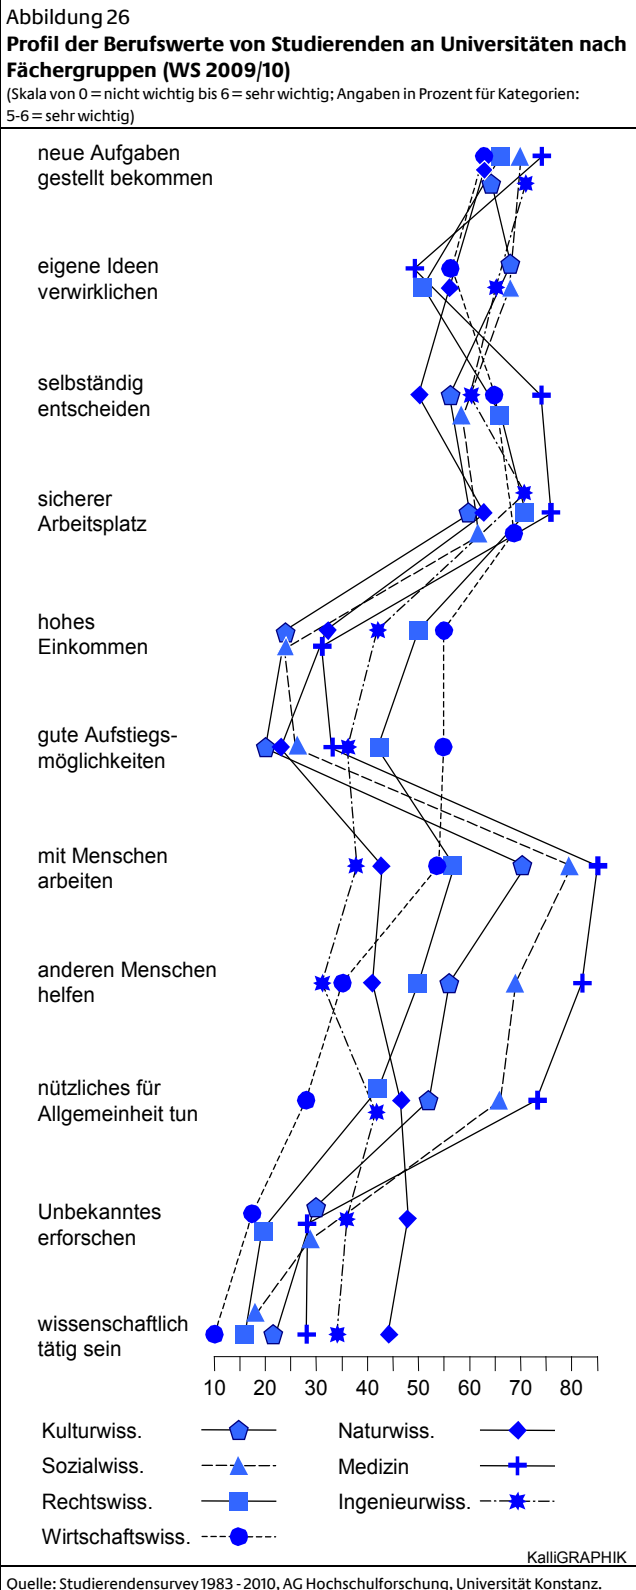 Abbildung 26
Profil der Berufswerte von Studierenden an Universitäten nach
Fächergruppen (WS 2009/10)
(Skala von 0 = nicht wichtig bis 6 = sehr wichtig; Angaben in Prozent für Kategorien:
5-6 = sehr wichtig)
neue Aufgaben
gestellt bekommen
eigene Ideen
verwirklichen
selbständig
entscheiden
sicherer
Arbeitsplatz
hohes
Einkommen
gute Aufstiegs-
möglichkeiten
mit Menschen
arbeiten
anderen Menschen
helfen
nützliches für
Allgemeinheit tun
Unbekanntes
erforschen
wissenschaftlich
tätig sein
10 20 30 40 50 60 70 80
Kulturwiss. Naturwiss.
Sozialwiss. Medizin
Rechtswiss. Ingenieurwiss.
Wirtschaftswiss.
KalliGRAPHIK
Quelle: Studierendensurvey 1983 - 2010, AG Hochschulforschung, Universität Konstanz.